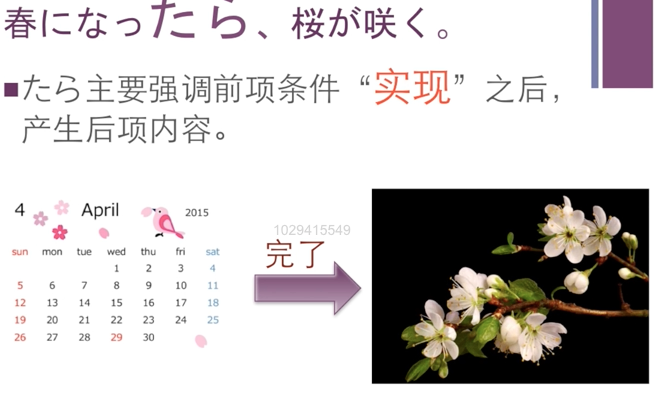 春になったら、桜が咲く。
たら主要强调前项条件“实现”之后，
产生后项内容。
4 April 2015
sun mon tue wed thu fri sat
1 2 3 4
5 6 7 8 9 10 11
12 13 14 15 16 17 18
19 20 21 22 23 24 25
26 27 28 29 30
1029415549
完了